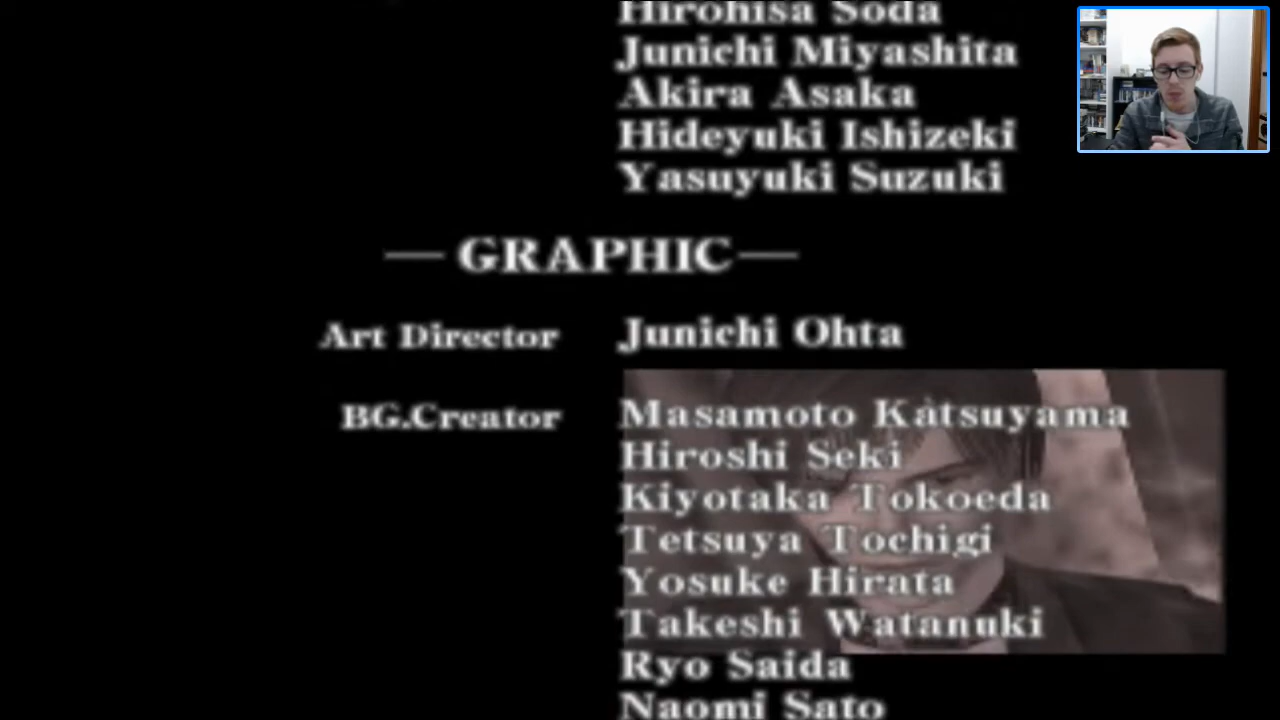 Hirohisa Soda
Junichi Miyashita
Akira Asaka
Hideyuki Ishizeki
Yasuyuki Suzuki
— GRAPHIC —
Art Director Junichi Ohta
BG.Creator Masamoto Katsuyama
Hiroshi Seki
Kiyotaka Tokoeda
Tetsuya Tochigi
Yosuke Hirata
Takeshi Watanuki
Ryo Saida
Naomi Sato